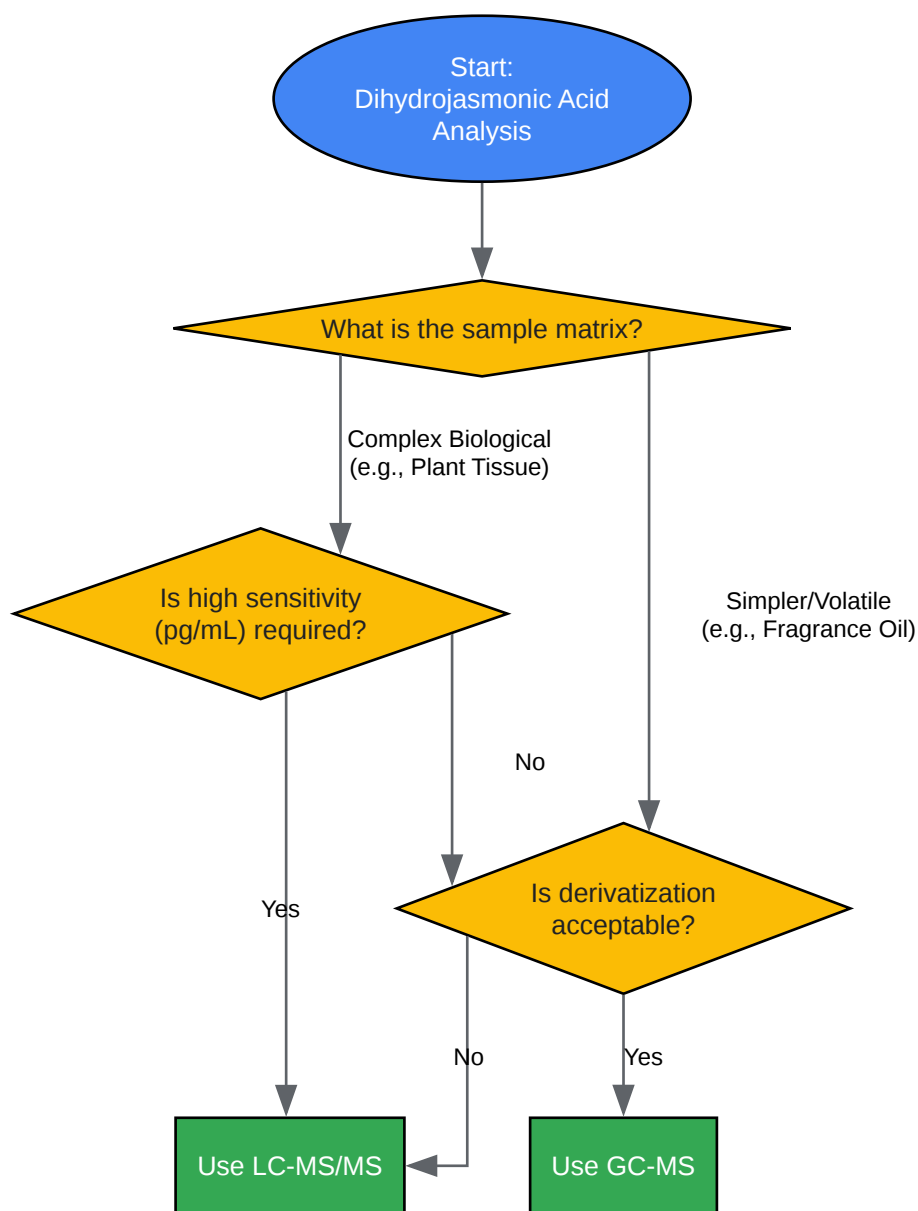 Start:
Dihydrojasmonic Acid
Analysis
What is the sample matrix?
Complex Biological
(e.g., Plant Tissue)
Is high sensitivity
(pg/mL) required?
Simpler/Volatile
(e.g., Fragrance Oil)
No
Is derivatization
acceptable?
Yes
No
Yes
Use LC-MS/MS
Use GC-MS